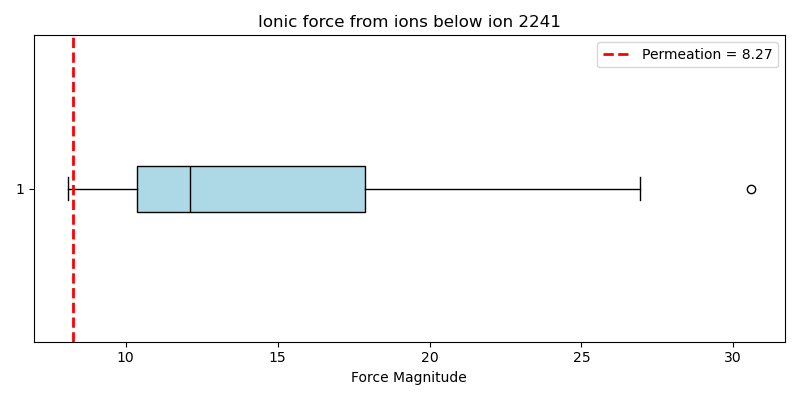 Ionic force from ions below ion 2241
Permeation = 8.27
1
10 15 20 25 30
Force Magnitude